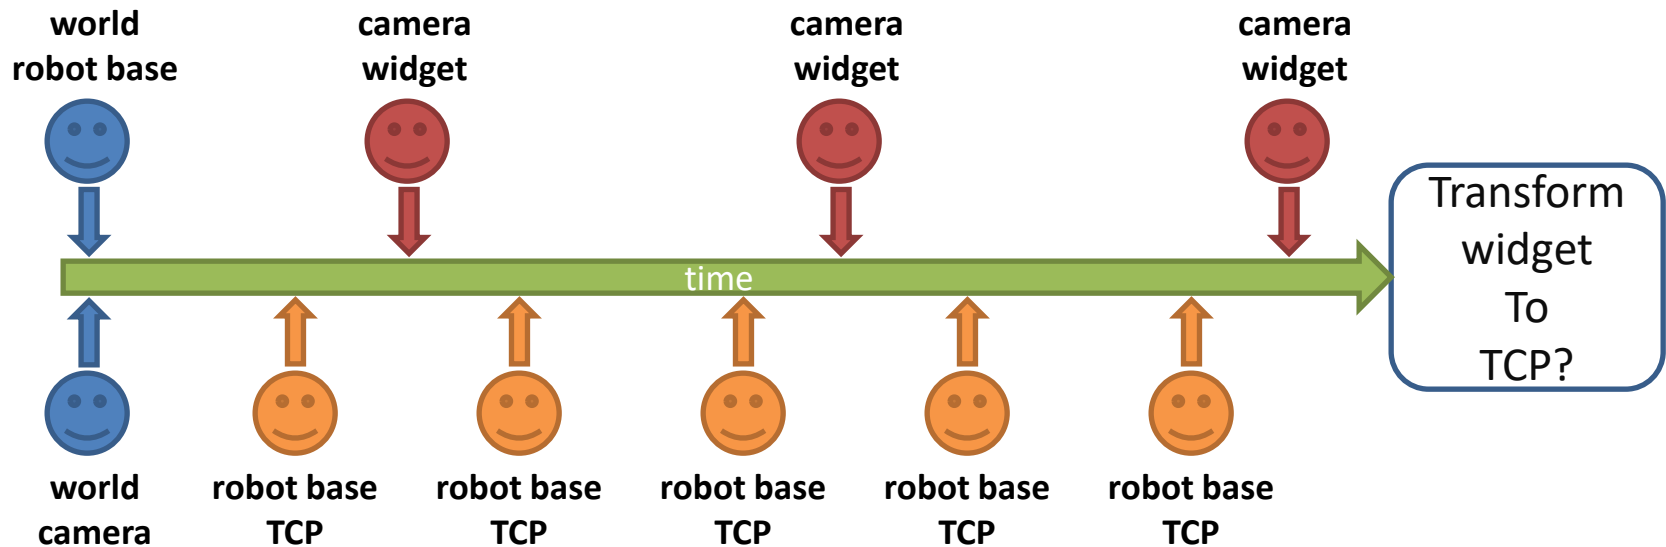 world
robot base
camera
widget
camera
widget
camera
widget
time
Transform
widget
To
TCP?
world
camera
robot base
TCP
robot base
TCP
robot base
TCP
robot base
TCP
robot base
TCP